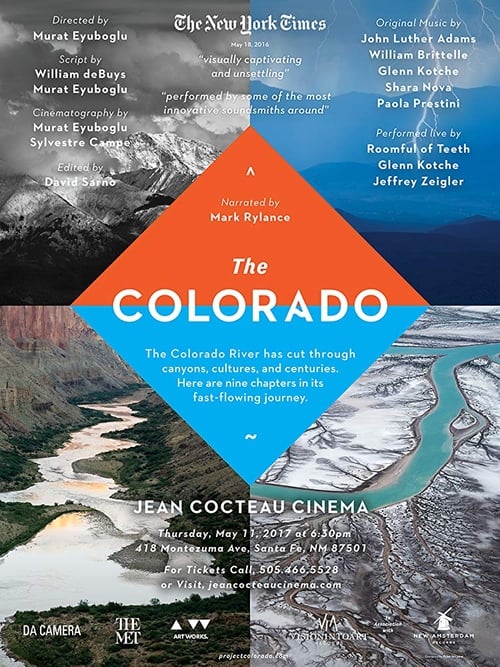 Directed by
Murat Eyuboglu
Script by
William deBuys
Murat Eyuboglu
Cinematography by
Murat Eyuboglu
Sylvestre Campe
Edited by
David Sarno
The New York Times
May 18, 2016
“visually captivating
and unsettling”
“performed by some of the most
innovative soundsmiths around”
Original Music by
John Luther Adams
William Brittelle
Glenn Kotche
Shara Nova
Paola Prestini
Performed live by
Roomful of Teeth
Glenn Kotche
Jeffrey Zeigler
Narrated by
Mark Rylance
The
COLORADO
The Colorado River has cut through
canyons, cultures, and centuries.
Here are nine chapters in its
fast-flowing journey.
~
JEAN COCTEAU CINEMA
Thursday, May 11, 2017 at 6:30pm
418 Montezuma Ave, Santa Fe, NM 87501
For Tickets Call, 505.466.5528
or Visit, jeancocteaucinema.com
DA CAMERA
THE
MET
ART WORKS.
VISIONINTOART
Association
with
NEW AMSTERDAM
RECORDS
projectcolorado.com